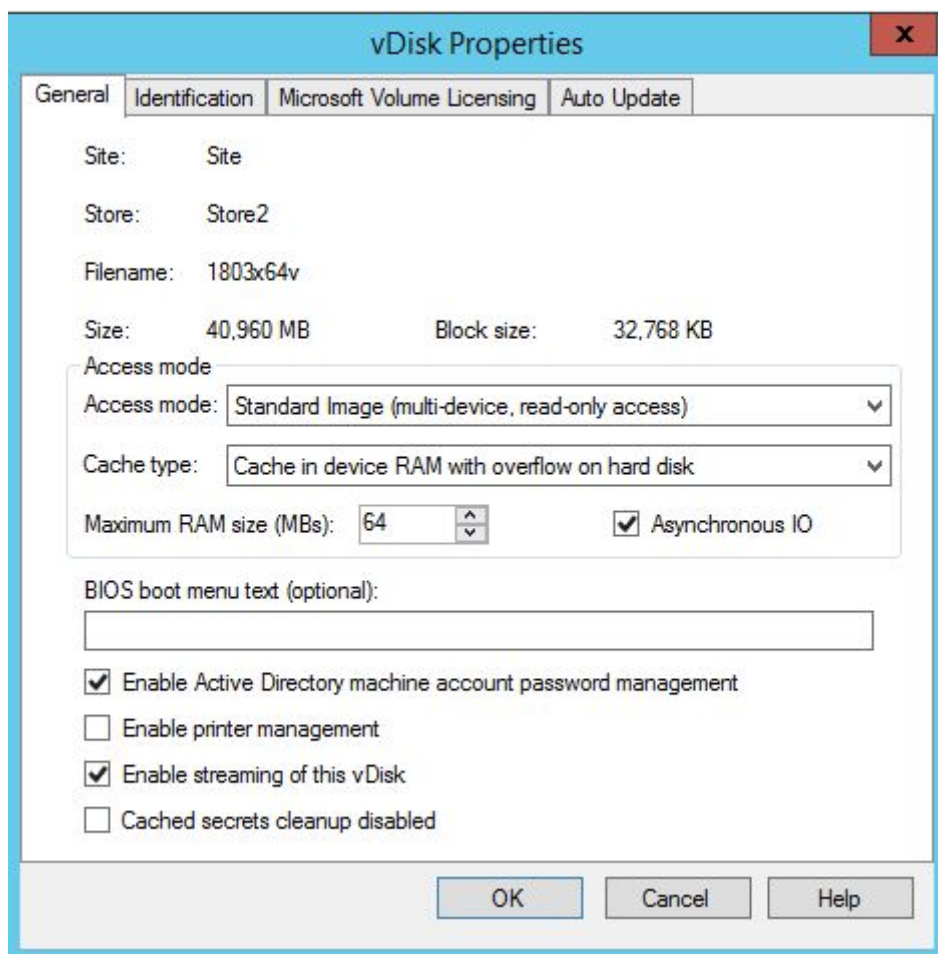 vDisk Properties
x
General Identification Microsoft Volume Licensing Auto Update
Site: Site
Store: Store2
Filename: 1803x64v
Size: 40,960 MB Block size: 32,768 KB
Access mode
Access mode: Standard Image (multi-device, read-only access)
Cache type: Cache in device RAM with overflow on hard disk
Maximum RAM size (MBs): 64 Asynchronous IO
BIOS boot menu text (optional):
Enable Active Directory machine account password management
Enable printer management
Enable streaming of this vDisk
Cached secrets cleanup disabled
OK Cancel Help